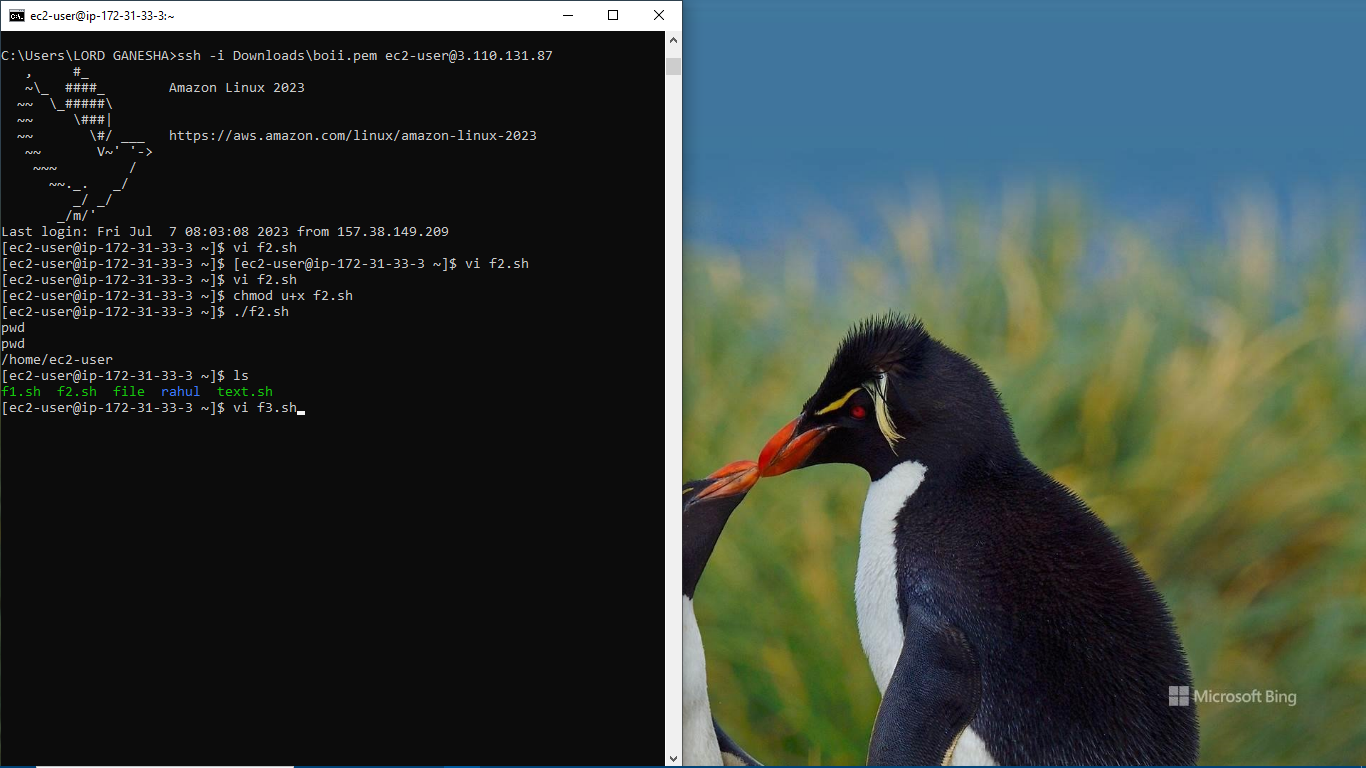 ec2-user@ip-172-31-33-3:~
C:\Users\LORD GANESHA>ssh -i Downloads\boii.pem ec2-user@3.110.131.87
   ,     #_
   ~\_  ####_        Amazon Linux 2023
  ~~  \_#####\
  ~~     \###|
  ~~       \#/ ___   https://aws.amazon.com/linux/amazon-linux-2023
   ~~       V~' '->
    ~~~         /
      ~~._.   _/
         _/ _/
       _/m/'
Last login: Fri Jul  7 08:03:08 2023 from 157.38.149.209
[ec2-user@ip-172-31-33-3 ~]$ vi f2.sh
[ec2-user@ip-172-31-33-3 ~]$ [ec2-user@ip-172-31-33-3 ~]$ vi f2.sh
[ec2-user@ip-172-31-33-3 ~]$ vi f2.sh
[ec2-user@ip-172-31-33-3 ~]$ chmod u+x f2.sh
[ec2-user@ip-172-31-33-3 ~]$ ./f2.sh
pwd
pwd
/home/ec2-user
[ec2-user@ip-172-31-33-3 ~]$ ls
f1.sh  f2.sh  file  rahul  text.sh
[ec2-user@ip-172-31-33-3 ~]$ vi f3.sh
Microsoft Bing